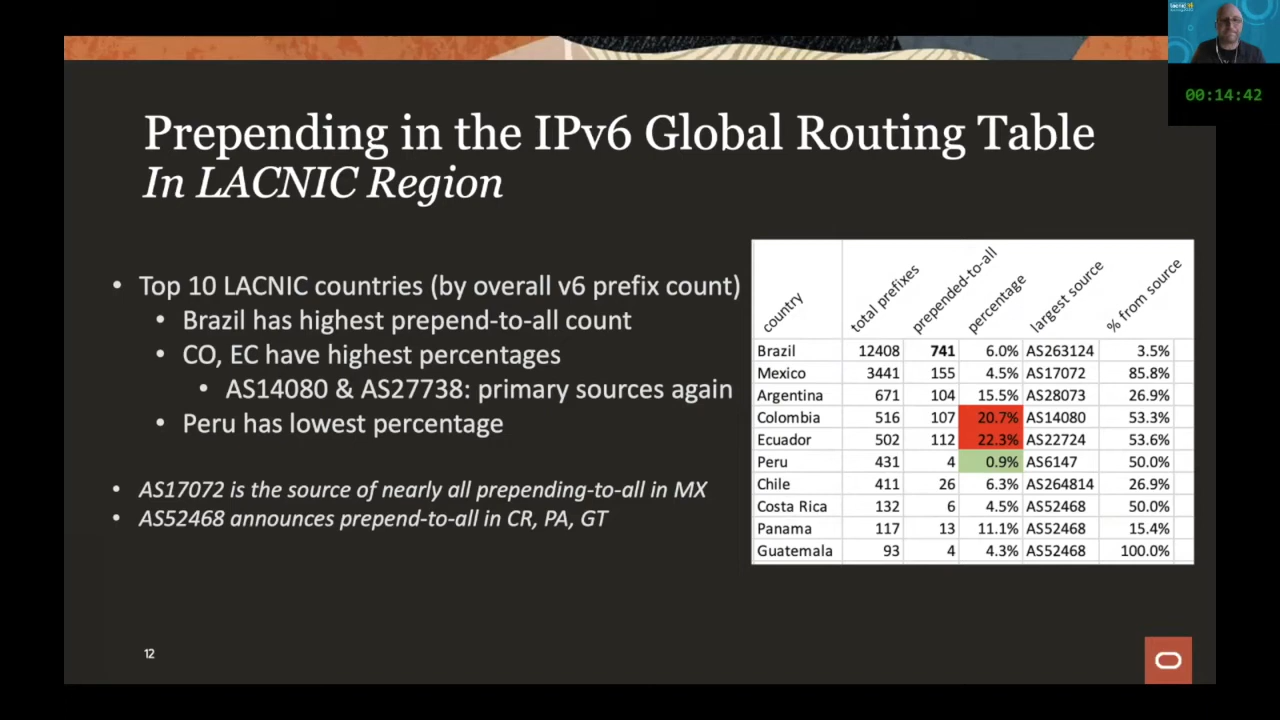 00:14:42
Prepending in the IPv6 Global Routing Table
In LACNIC Region
• Top 10 LACNIC countries (by overall v6 prefix count)
• Brazil has highest prepend-to-all count
• CO, EC have highest percentages
• AS14080 & AS27738: primary sources again
• Peru has lowest percentage
• AS17072 is the source of nearly all prepending-to-all in MX
• AS52468 announces prepend-to-all in CR, PA, GT
country total prefixes prepended-to-all percentage largest source % from source
Brazil 12408 741 6.0% AS263124 3.5%
Mexico 3441 155 4.5% AS17072 85.8%
Argentina 671 104 15.5% AS28073 26.9%
Colombia 516 107 20.7% AS14080 53.3%
Ecuador 502 112 22.3% AS22724 53.6%
Peru 431 4 0.9% AS6147 50.0%
Chile 411 26 6.3% AS264814 26.9%
Costa Rica 132 6 4.5% AS52468 50.0%
Panama 117 13 11.1% AS52468 15.4%
Guatemala 93 4 4.3% AS52468 100.0%
12